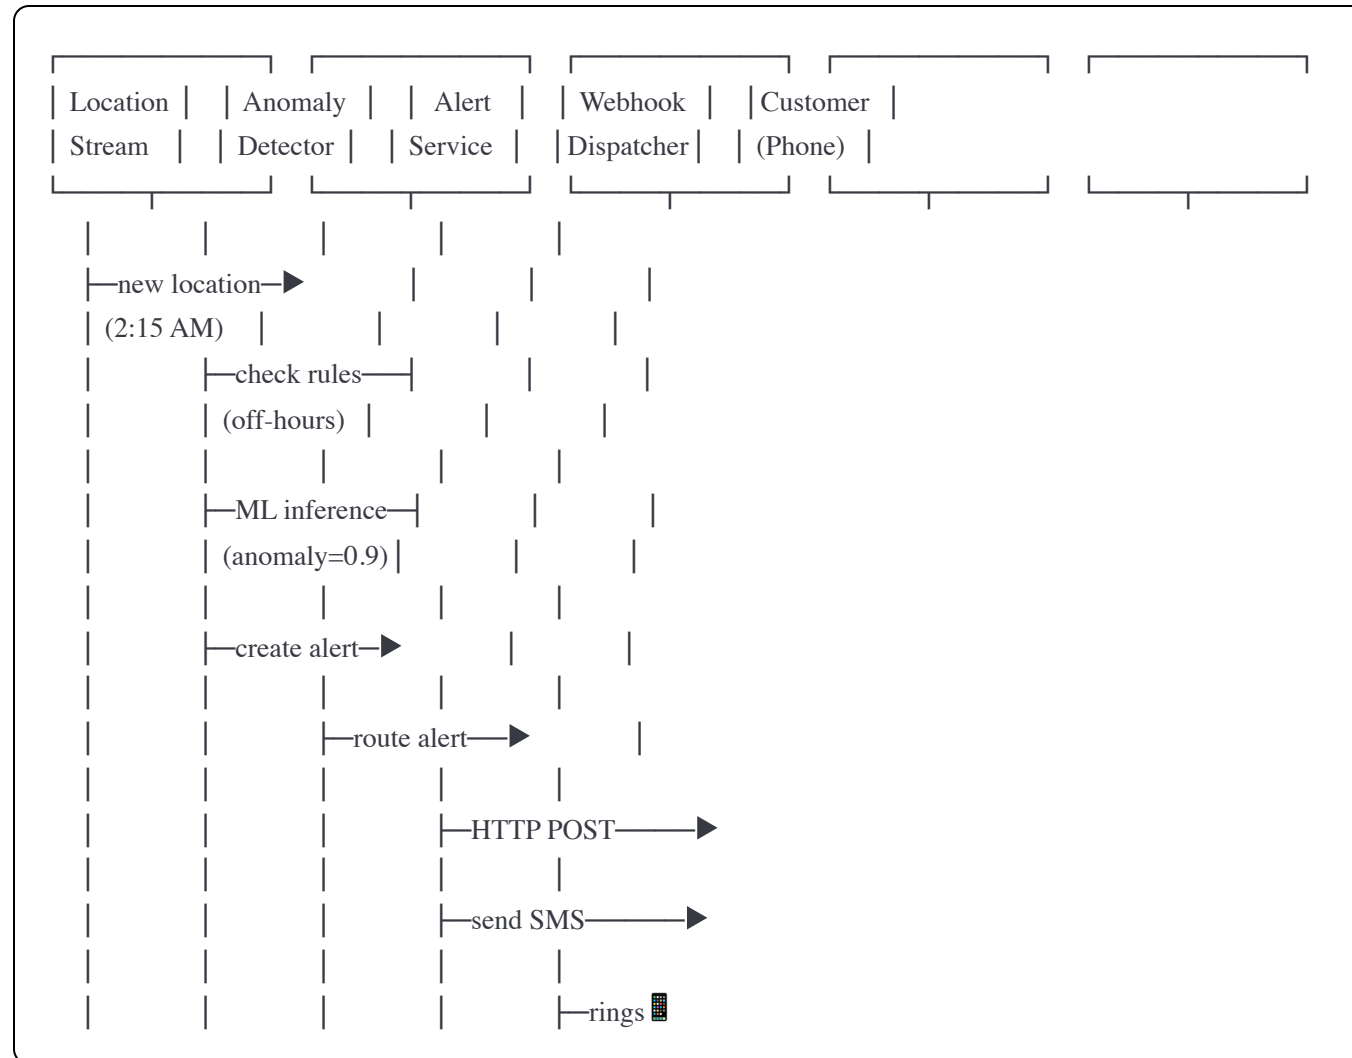 ┌─────────────┐ ┌─────────────┐ ┌─────────────┐ ┌─────────────┐ ┌─────────────┐
│ Location │ │ Anomaly │ │ Alert │ │ Webhook │ │Customer │
│ Stream │ │ Detector │ │ Service │ │Dispatcher│ │ (Phone) │
└──────┬──────┘ └──────┬──────┘ └──────┬──────┘ └──────┬──────┘ └──────┬──────┘
│ │ │ │ │
├─new location─▶ │ │ │
│ (2:15 AM) │ │ │ │
│ ├─check rules──┤ │ │
│ │ (off-hours) │ │ │
│ │ │ │ │
│ ├─ML inference─┤ │ │
│ │ (anomaly=0.9)│ │ │
│ │ │ │ │
│ ├─create alert─▶ │ │
│ │ │ │ │
│ │ ├─route alert──▶ │
│ │ │ │ │
│ │ │ ├─HTTP POST────▶
│ │ │ │ │
│ │ │ ├─send SMS─────▶
│ │ │ │ │
│ │ │ │ ├─rings📱